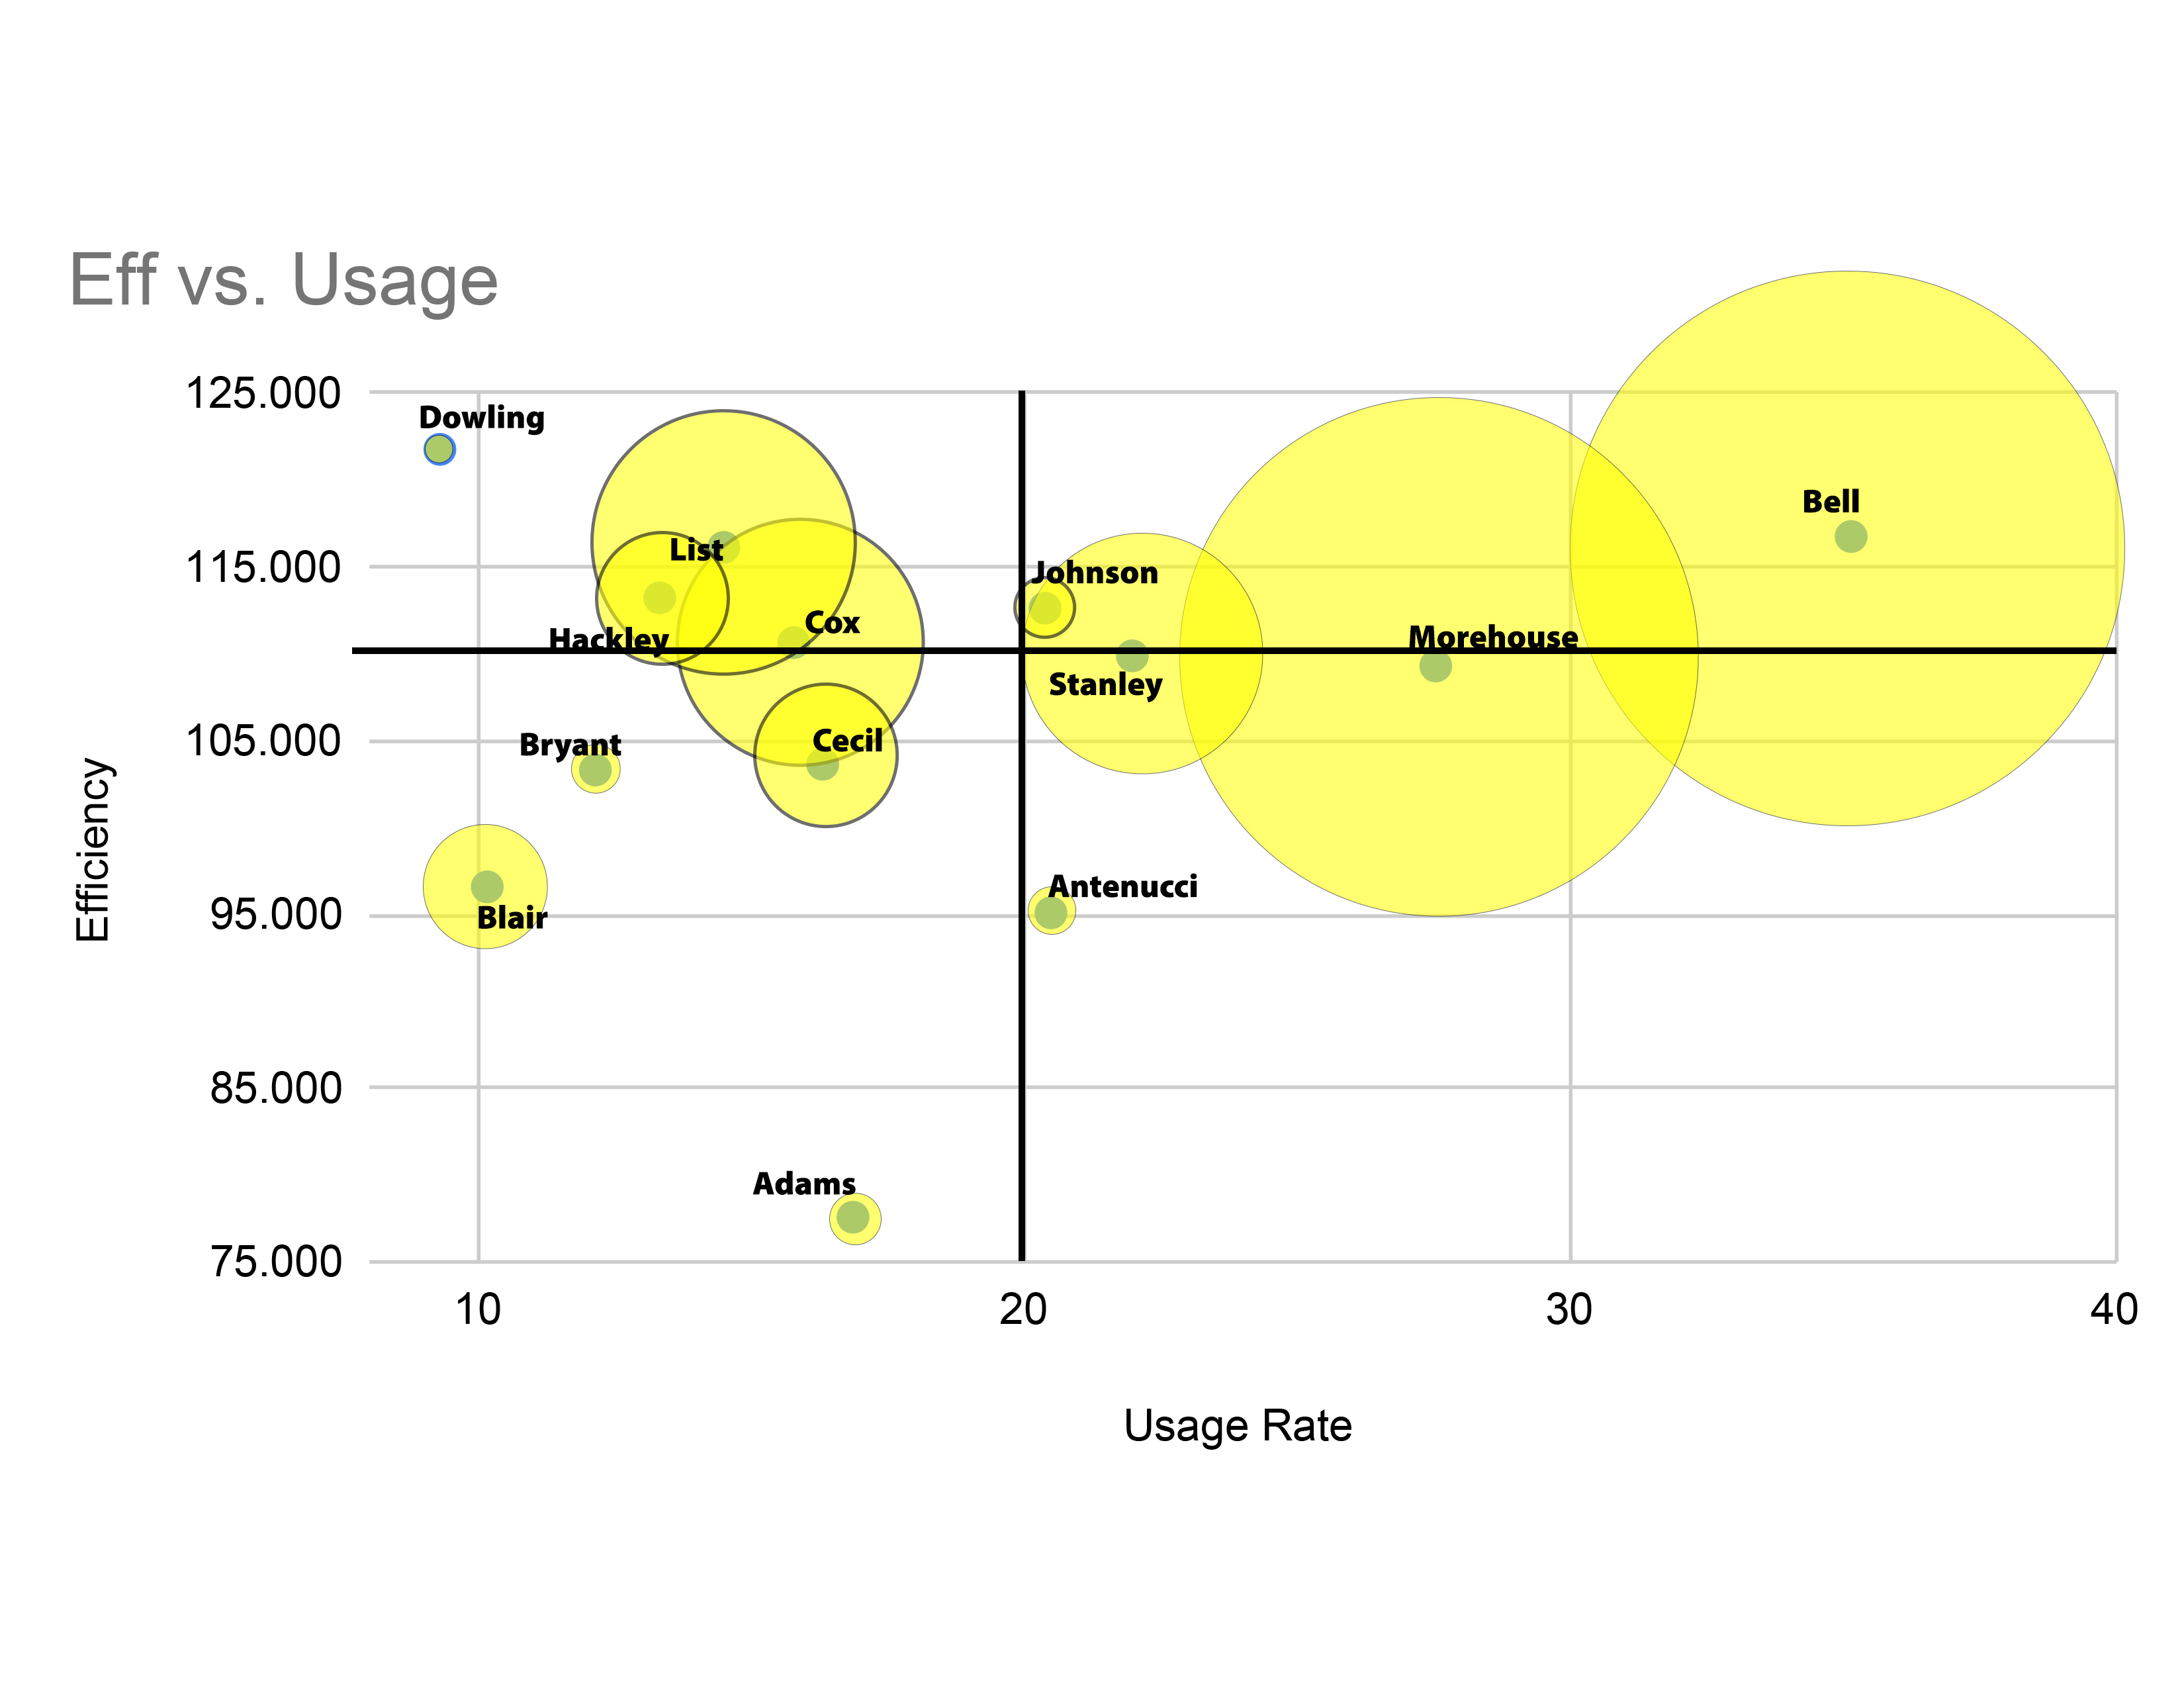 Eff vs. Usage
125.000
Dowling
Bell
List
115.000
Johnson
Cox
Hackley
Morehouse
Stanley
105.000
Bryant
Cecil
Efficiency
Antenucci
95.000
Blair
85.000
Adams
75.000
10
20
30
40
Usage Rate